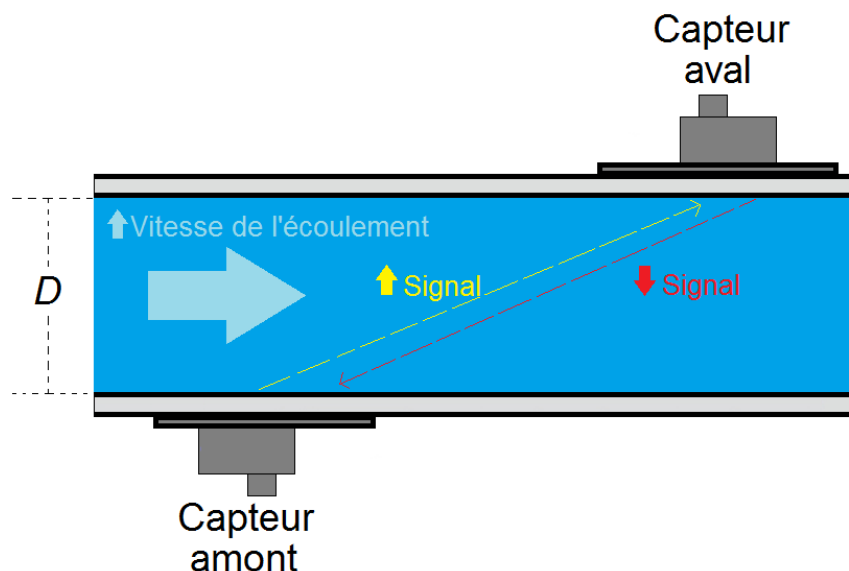 Capteur
aval
Vitesse de l'écoulement
D
Signal
Signal
Capteur
amont